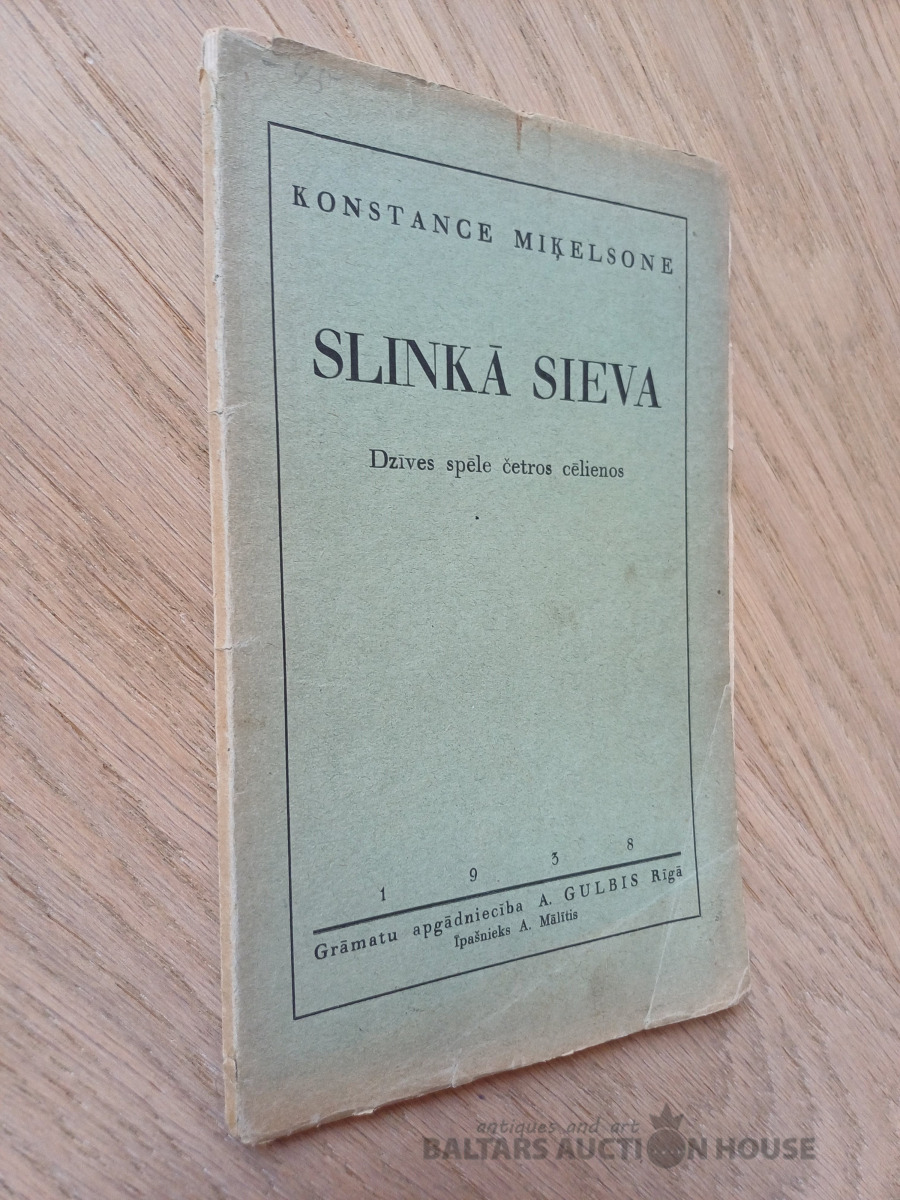 KONSTANCE MIĶELSONE
SLINKĀ SIEVA
Dzīves spēle četros cēlienos
1 9 3 8
Grāmatu apgādniecība A. GULBIS Rīgā
Īpašnieks A. Mālītis
antiques and art
BALTARS AUCTION HOUSE